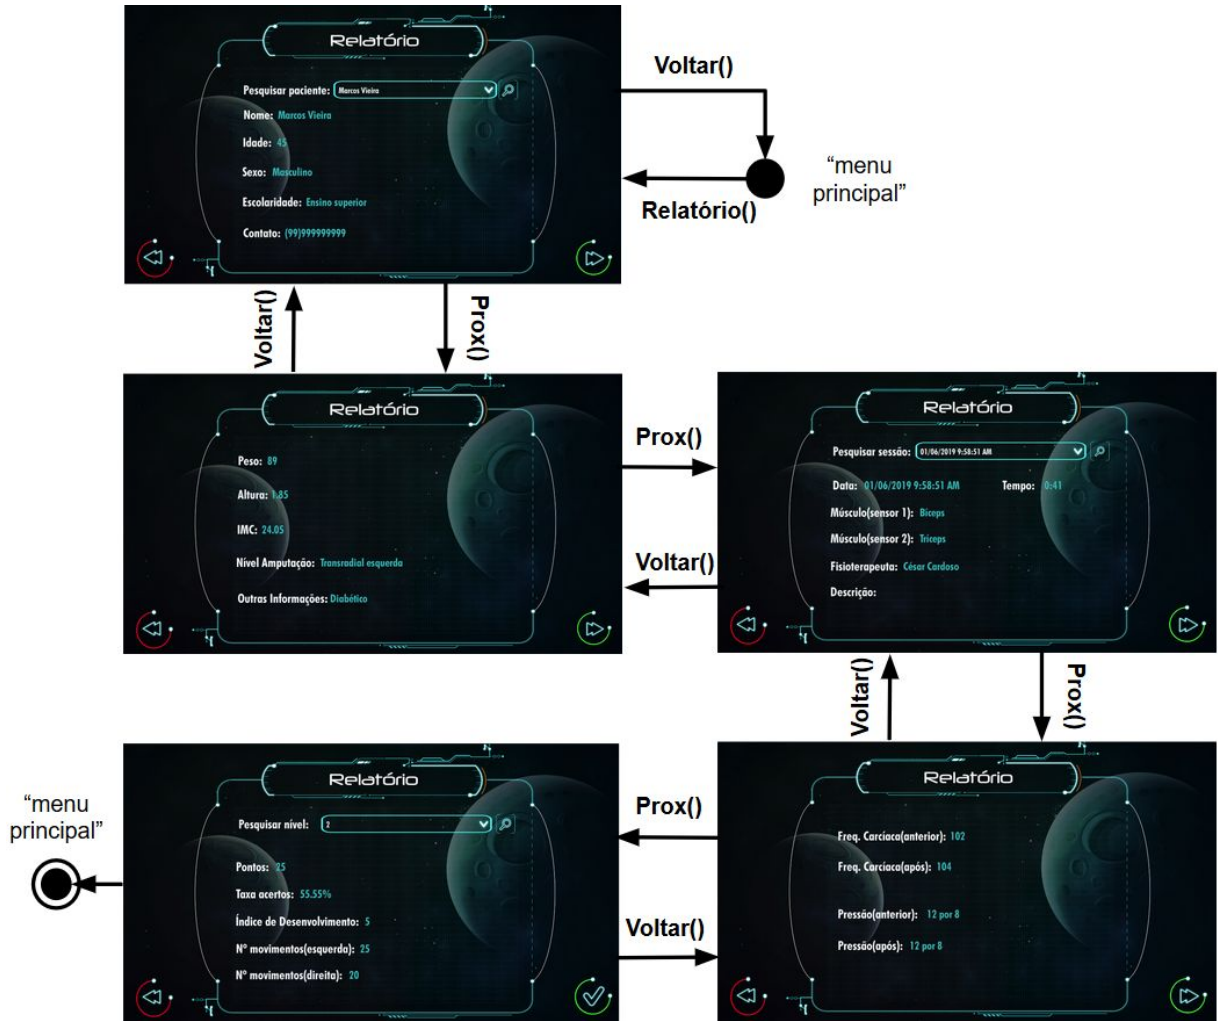 Relatório
Pesquisar paciente: Marcos Vieira
Nome: Marcos Vieira
Idade: 45
Sexo: Masculino
Escolaridade: Ensino superior
Contato: (99)999999999
Voltar()
"menu
principal"
Relatório()
Voltar()
Prox()
Relatório
Peso: 89
Altura: 1.85
IMC: 24.05
Nível Amputação: Transradial esquerda
Outras Informações: Diabético
Prox()
Voltar()
Relatório
Pesquisar sessão: 01/06/2019 9:58:51 AM
Data: 01/06/2019 9:58:51 AM Tempo: 0:41
Músculo(sensor 1): Bíceps
Músculo(sensor 2): Tríceps
Fisioterapeuta: César Cardoso
Descrição:
Voltar()
Prox()
"menu
principal"
Relatório
Pesquisar nível: 2
Pontos: 25
Taxa acertos: 55.55%
Índice de Desenvolvimento: 5
Nº movimentos(esquerda): 25
Nº movimentos(direita): 20
Prox()
Voltar()
Relatório
Freq. Carcíaca(anterior): 102
Freq. Carcíaca(após): 104
Pressão(anterior): 12 por 8
Pressão(após): 12 por 8